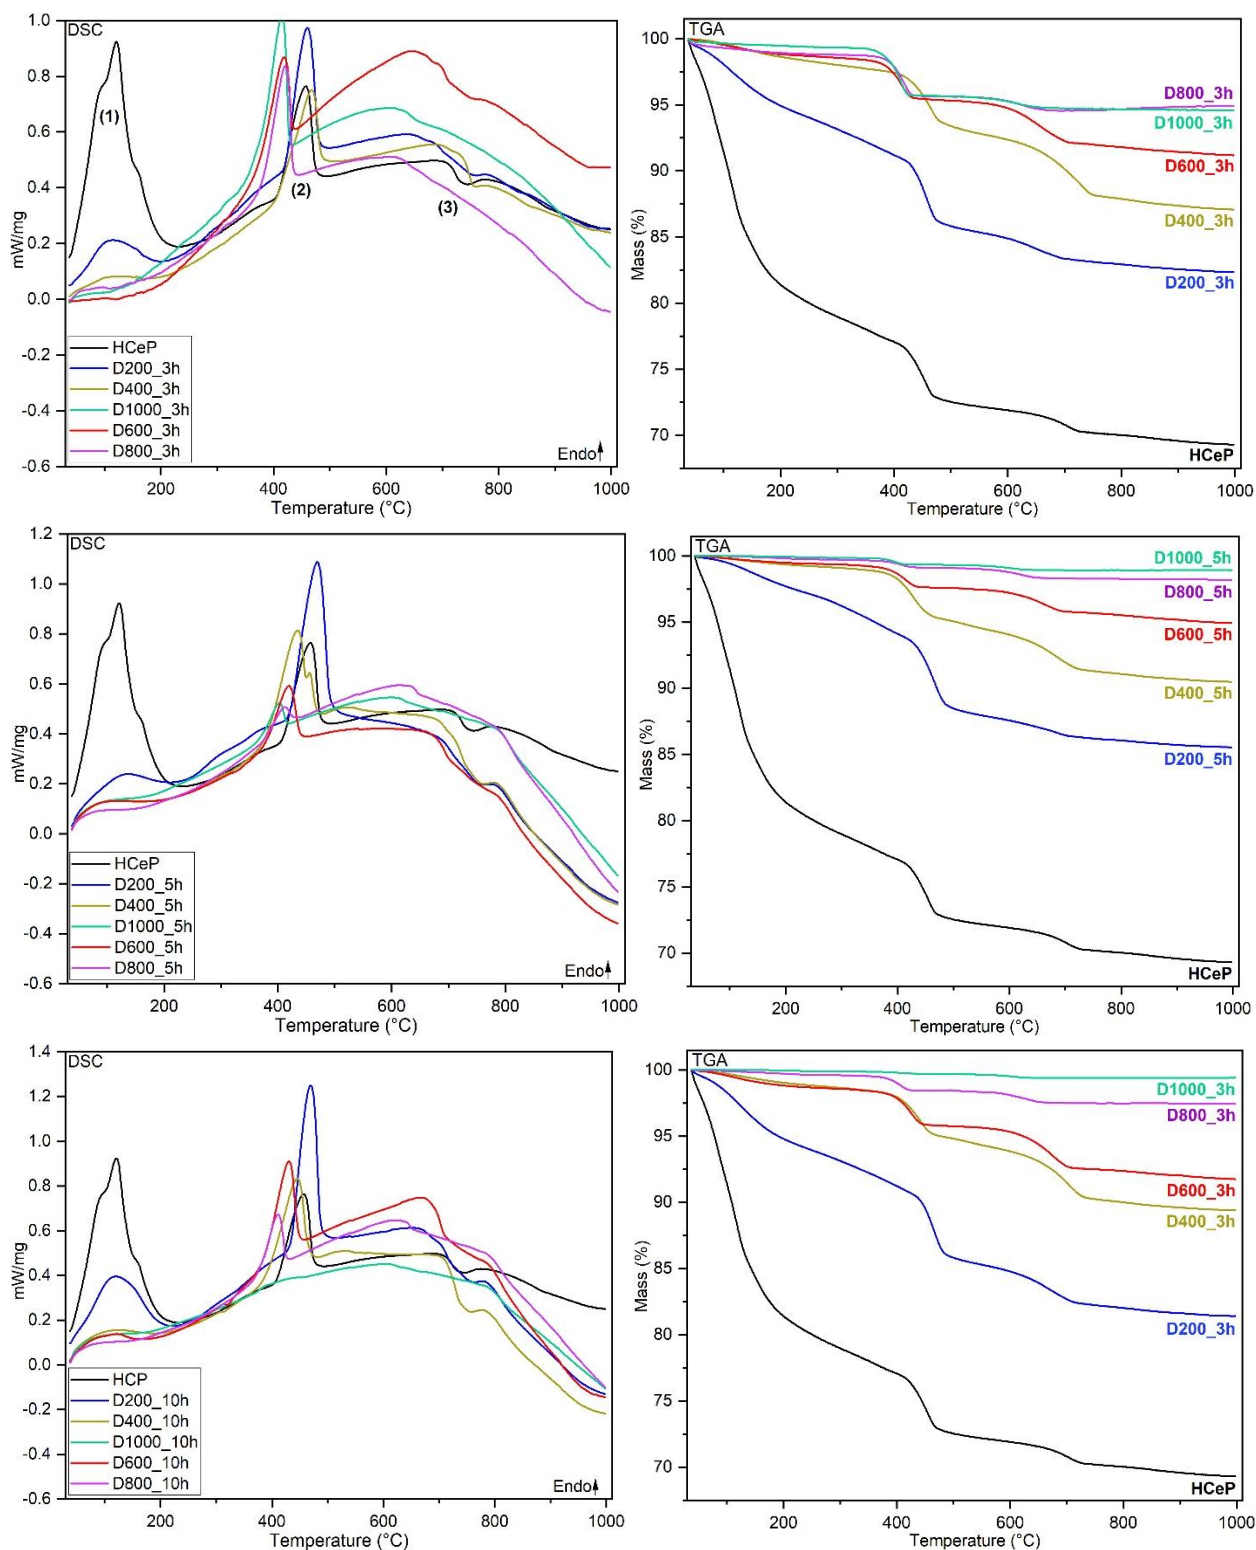 DSC
1.0
0.8
0.6
0.4
0.2
0.0
-0.2
-0.4
-0.6
mW/mg
(1)
(2)
(3)
HCeP
D200_3h
D400_3h
D1000_3h
D600_3h
D800_3h
Endo
200
400
600
800
1000
Temperature (°C)
TGA
100
95
90
85
80
75
70
Mass (%)
D800_3h
D1000_3h
D600_3h
D400_3h
D200_3h
HCeP
200
400
600
800
1000
Temperature (°C)
DSC
1.2
1.0
0.8
0.6
0.4
0.2
0.0
-0.2
-0.4
-0.6
mW/mg
HCeP
D200_5h
D400_5h
D1000_5h
D600_5h
D800_5h
Endo
200
400
600
800
1000
Temperature (°C)
TGA
100
95
90
85
80
75
70
Mass (%)
D1000_5h
D800_5h
D600_5h
D400_5h
D200_5h
HCeP
200
400
600
800
1000
Temperature (°C)
DSC
1.4
1.2
1.0
0.8
0.6
0.4
0.2
0.0
-0.2
-0.4
-0.6
mW/mg
HCP
D200_10h
D400_10h
D1000_10h
D600_10h
D800_10h
Endo
200
400
600
800
1000
Temperature (°C)
TGA
100
95
90
85
80
75
70
Mass (%)
D1000_3h
D800_3h
D600_3h
D400_3h
D200_3h
HCeP
200
400
600
800
1000
Temperature (°C)